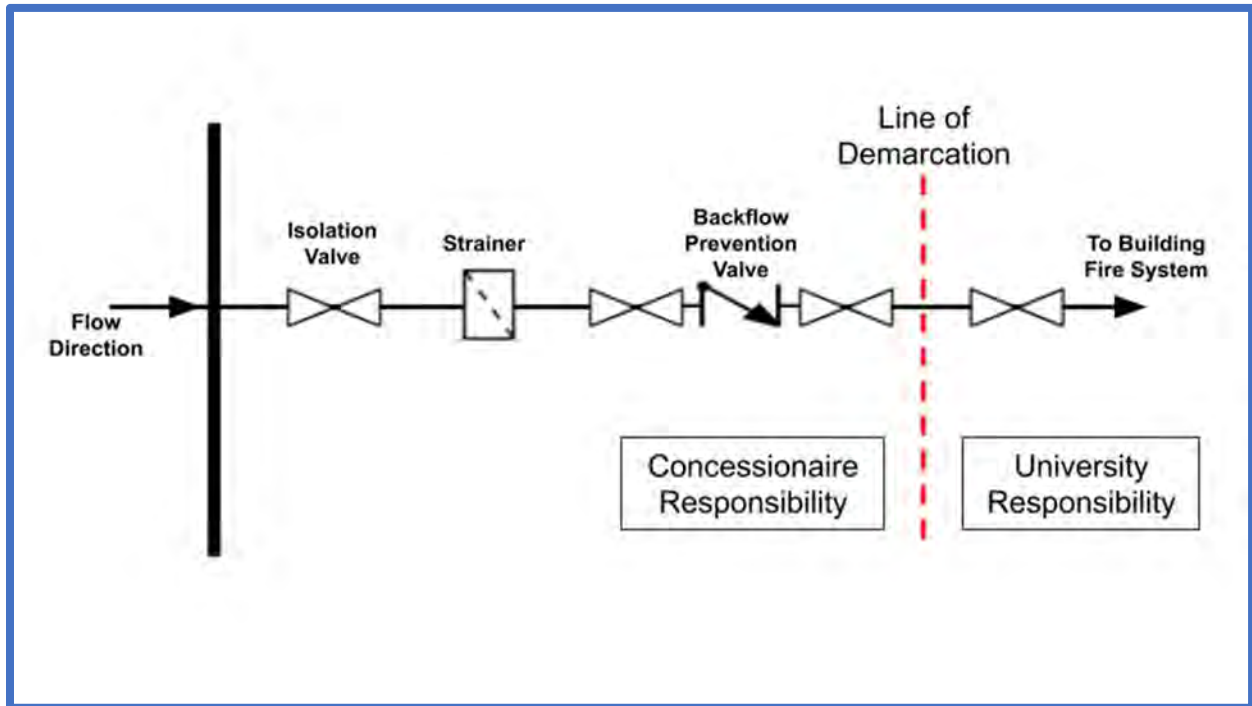 Line of
Demarcation
Isolation
Valve
Strainer
Backflow
Prevention
Valve
To Building
Fire System
Flow
Direction
Concessionaire
Responsibility
University
Responsibility